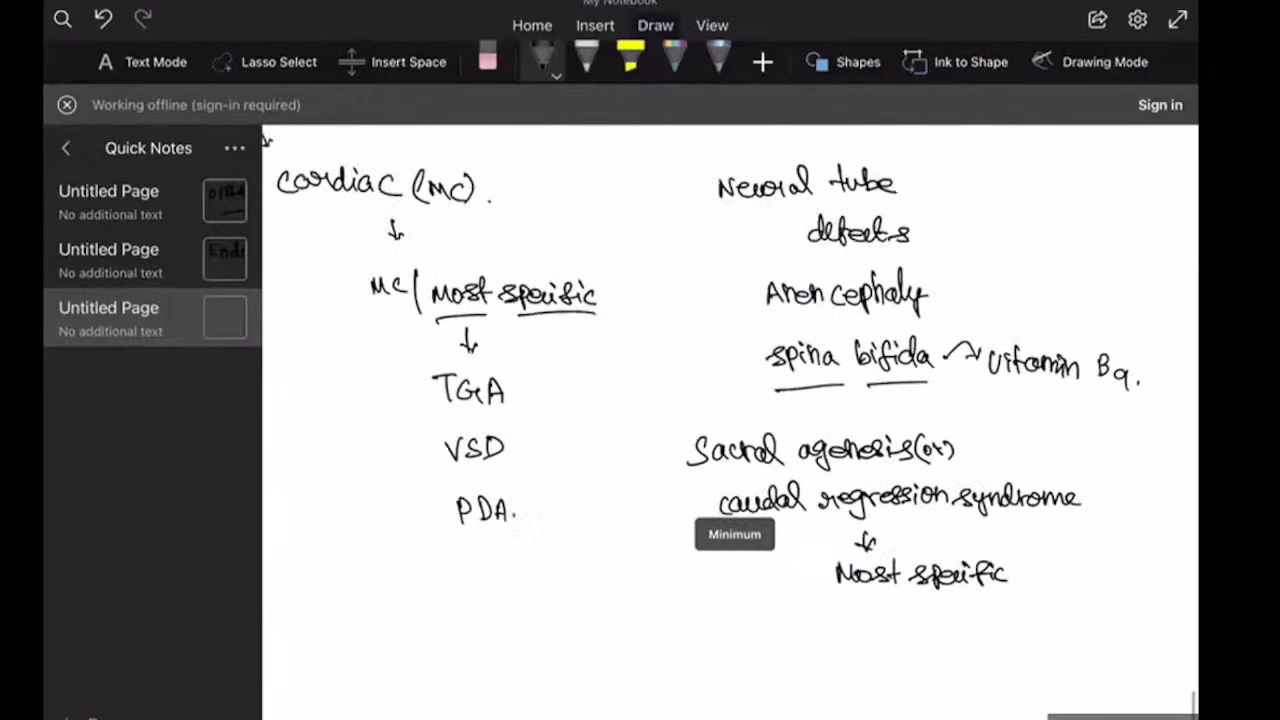 My Notebook
Home Insert Draw View
Text Mode Lasso Select Insert Space Shapes Ink to Shape Drawing Mode
Working offline (sign-in required) Sign in
Quick Notes
Untitled Page
No additional text
Untitled Page
No additional text
Untitled Page
No additional text
Cardiac (MC).
MC/ Most specific
TGA
VSD
PDA.
Neural tube
defects
Anencephaly
spina bifida Vitamin B9.
Sacral agenesis (or)
caudal regression syndrome
Minimum
Most specific